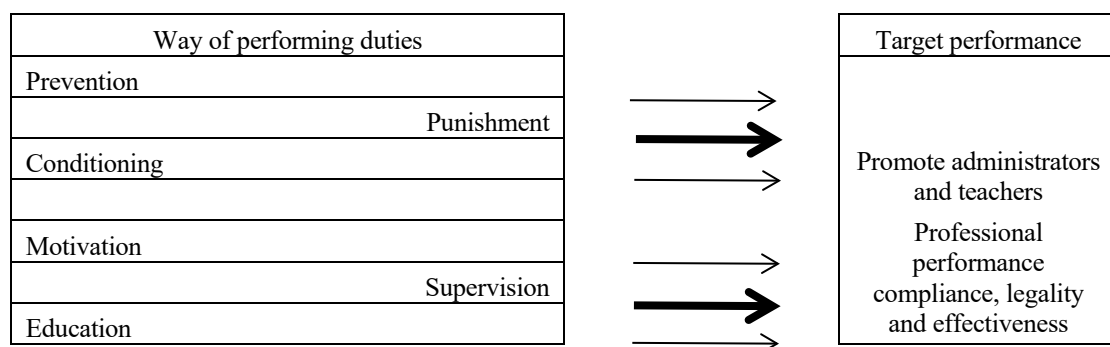 Way of performing duties
Prevention
Punishment
Conditioning
Motivation
Supervision
Education
Target performance
Promote administrators
and teachers
Professional
performance
compliance, legality
and effectiveness